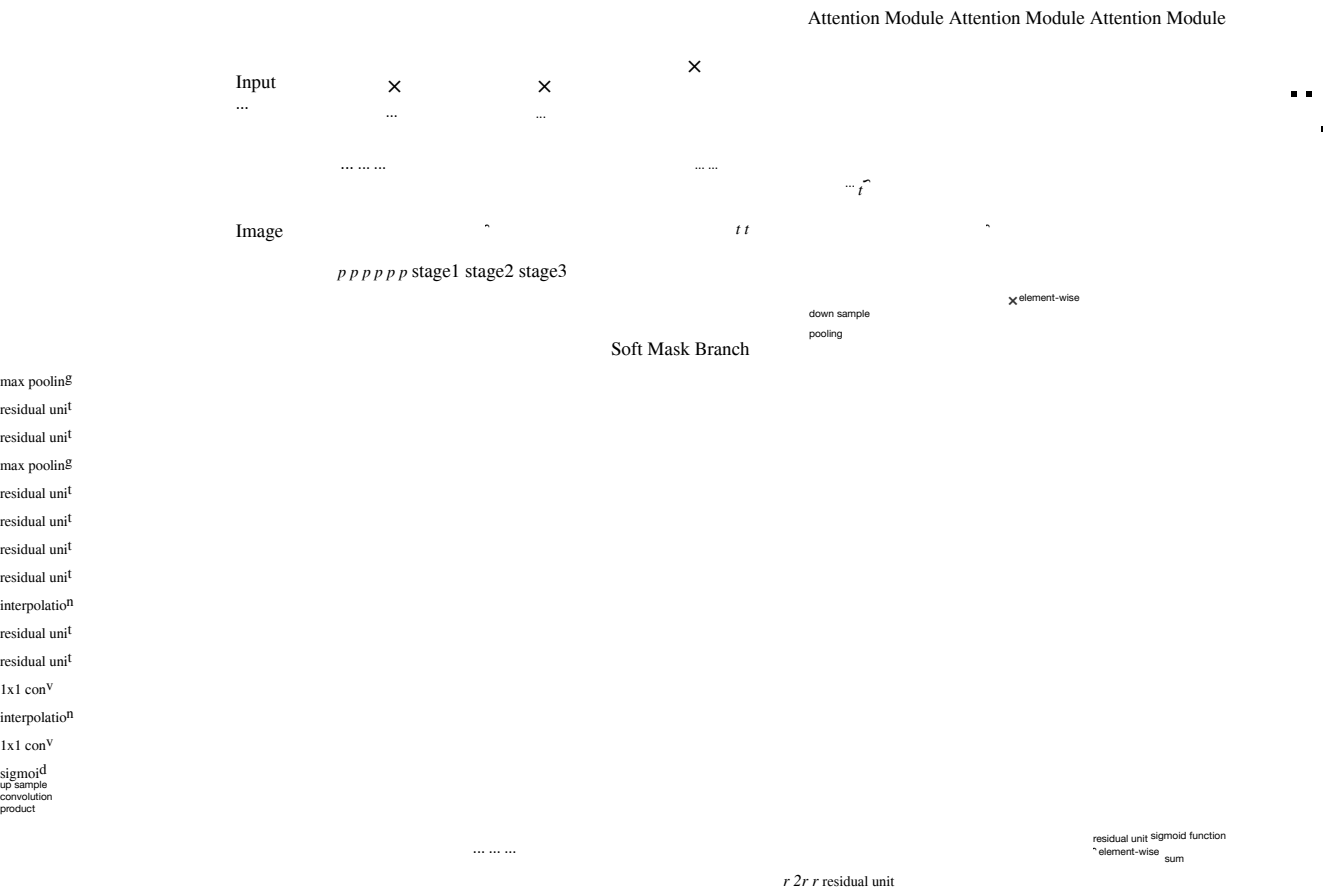 Attention Module Attention Module Attention Module
×
Input × ×
...
... ...
... ... ... ... ...
... t
Image t t
p p p p p p stage1 stage2 stage3
× element-wise
down sample
pooling
Soft Mask Branch
max pooling
residual unit
residual unit
max pooling
residual unit
residual unit
residual unit
residual unit
interpolation
residual unit
residual unit
1x1 conv
interpolation
1x1 conv
sigmoid
up sample
convolution
product
residual unit sigmoid function
element-wise
sum
... ... ...
r 2r r residual unit